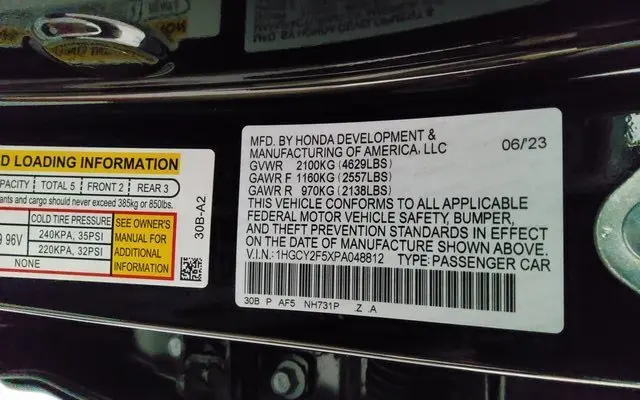 D LOADING INFORMATION
PACITY TOTAL 5 FRONT 2 REAR 3
ants and cargo should never exceed 385kg or 850lbs.
COLD TIRE PRESSURE
9 96V 240KPA, 35PSI
220KPA, 32PSI
NONE
SEE OWNER'S
MANUAL FOR
ADDITIONAL
INFORMATION
30B-A2
MFD. BY HONDA DEVELOPMENT &
MANUFACTURING OF AMERICA, LLC 06/'23
GVWR 2100KG (4629LBS)
GAWR F 1160KG (2557LBS)
GAWR R 970KG (2138LBS)
THIS VEHICLE CONFORMS TO ALL APPLICABLE
FEDERAL MOTOR VEHICLE SAFETY, BUMPER,
AND THEFT PREVENTION STANDARDS IN EFFECT
ON THE DATE OF MANUFACTURE SHOWN ABOVE.
V.I.N.: 1HGCY2F5XPA048812 TYPE: PASSENGER CAR
30B P AF5 NH731P .Z .A